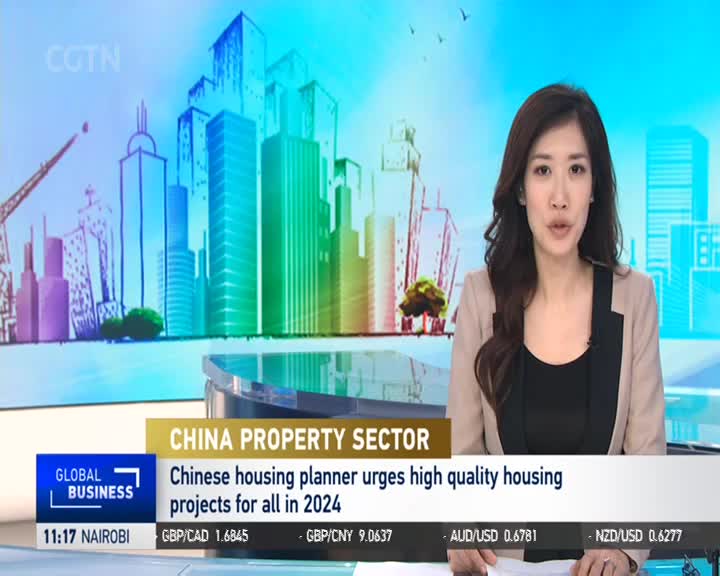 CGTN
CHINA PROPERTY SECTOR
GLOBAL
BUSINESS
Chinese housing planner urges high quality housing
projects for all in 2024
11:17 NAIROBI
- GBP/CAD 1.6845 - GBP/CNY 9.0637 - AUD/USD 0.6781 - NZD/USD 0.6277